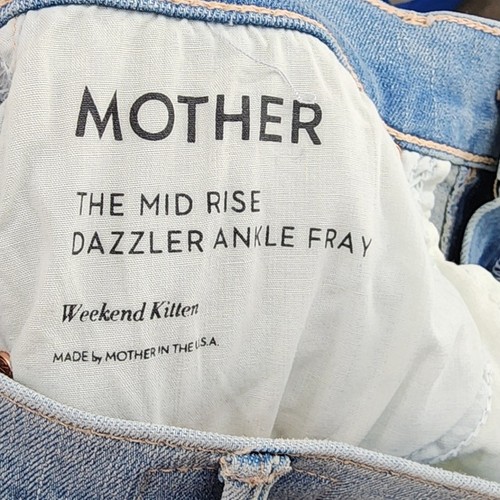 MOTHER
THE MID RISE
DAZZLER ANKLE FRAY
Weekend Kitten
MADE by MOTHER IN THE U.S.A.